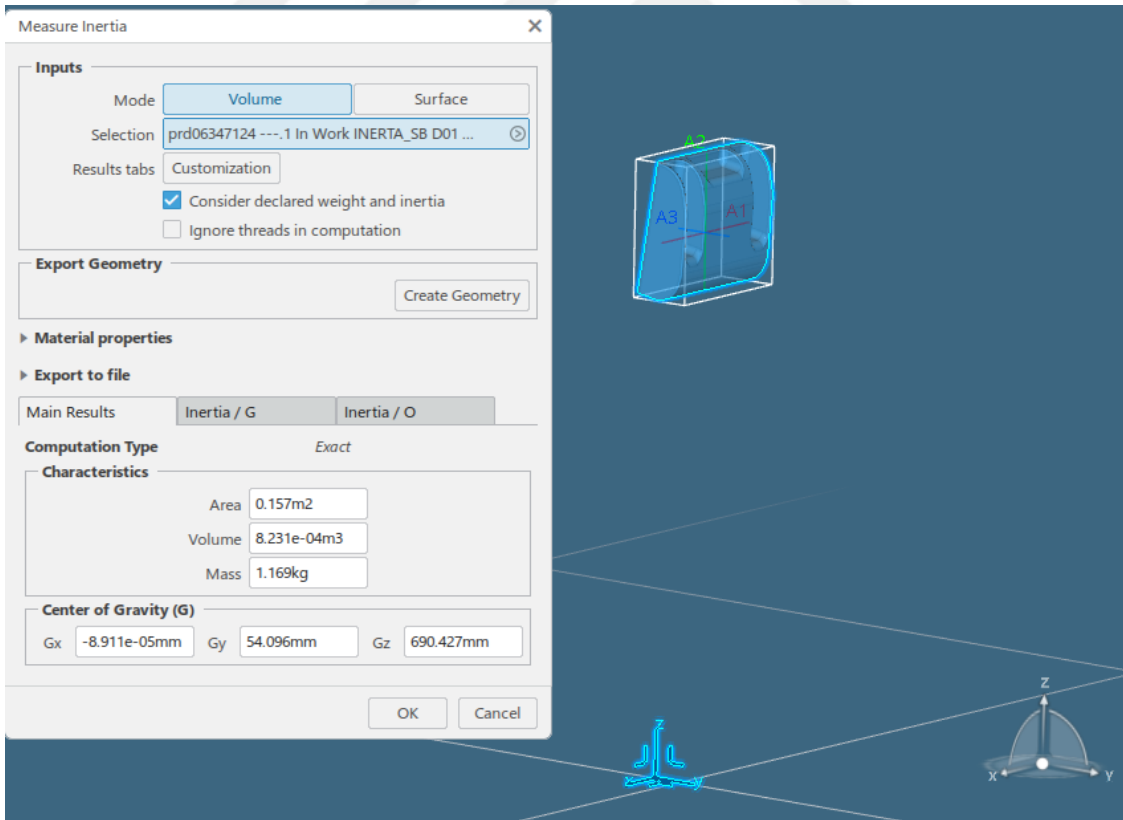 Measure Inertia
Inputs
Mode Volume Surface
Selection prd06347124 ---.1 In Work INERTA_SB D01 ...
Results tabs Customization
Consider declared weight and inertia
Ignore threads in computation
Export Geometry
Create Geometry
Material properties
Export to file
Main Results Inertia / G Inertia / O
Computation Type Exact
Characteristics
Area 0.157m2
Volume 8.231e-04m3
Mass 1.169kg
Center of Gravity (G)
Gx -8.911e-05mm Gy 54.096mm Gz 690.427mm
OK Cancel
A2
A3 A1
z
y
z
x y